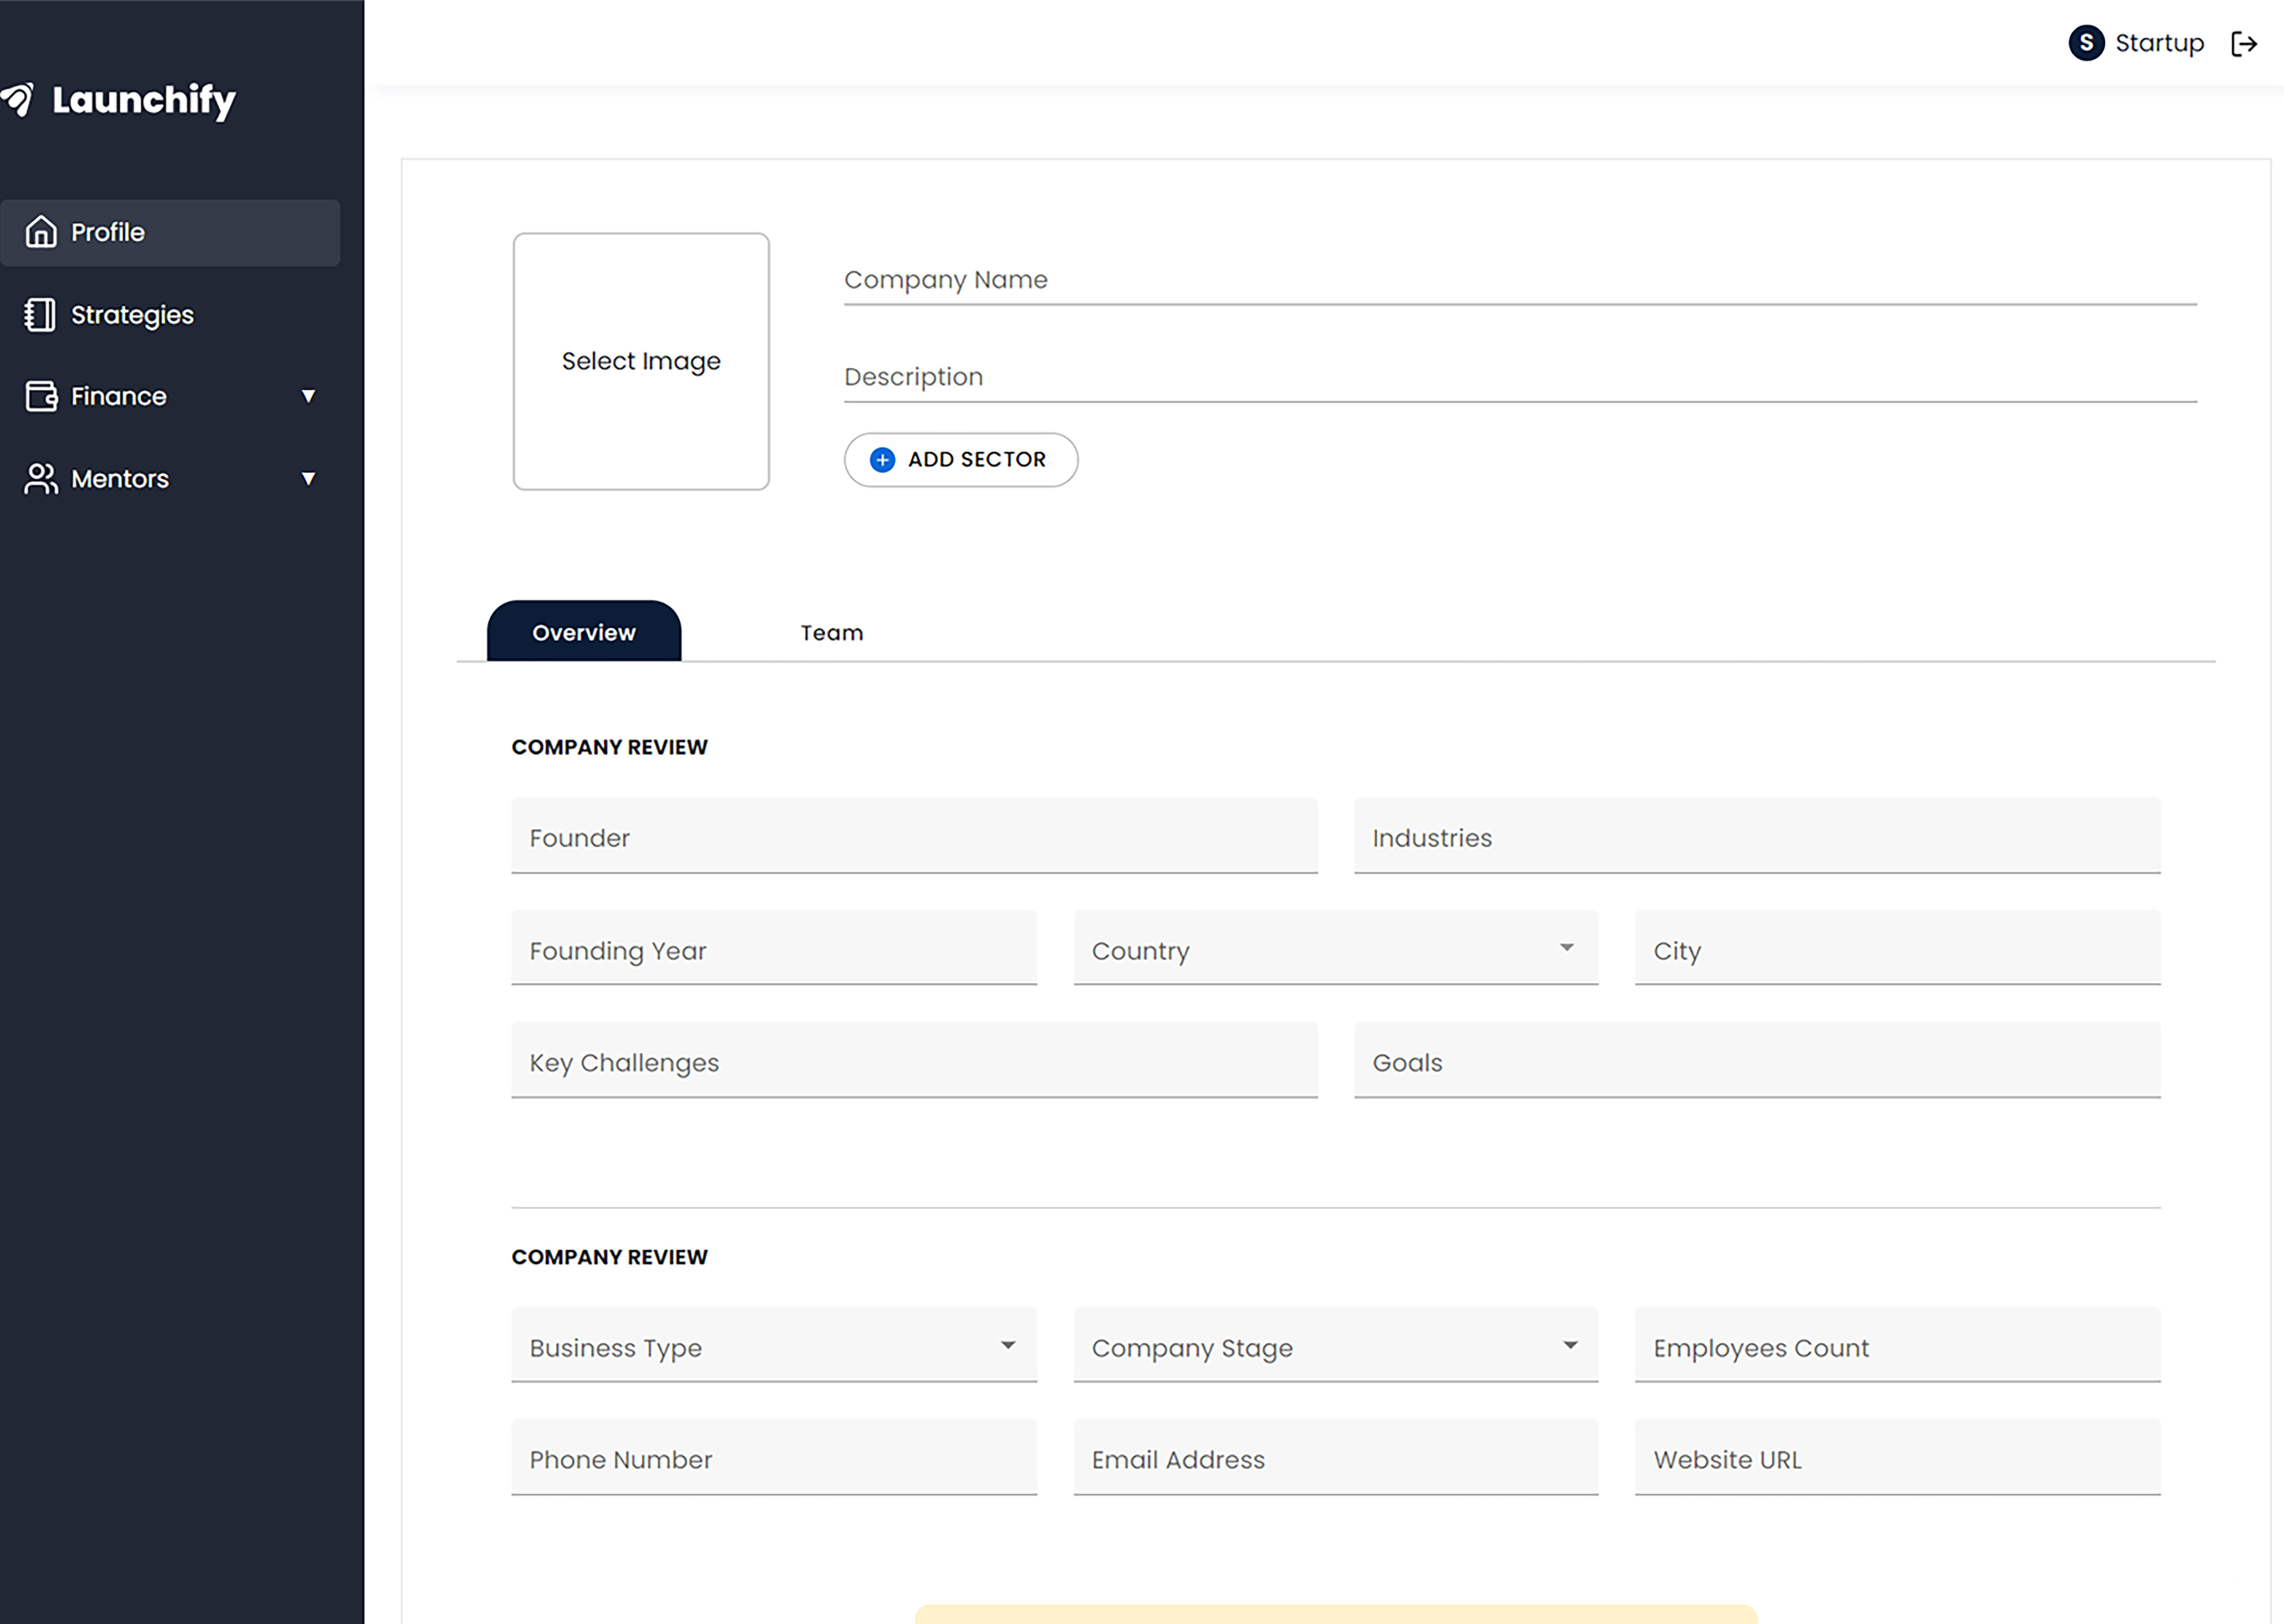 S Startup
Launchify
Profile
Strategies
Finance
Mentors
Select Image
Company Name
Description
ADD SECTOR
Overview Team
COMPANY REVIEW
Founder Industries
Founding Year Country City
Key Challenges Goals
COMPANY REVIEW
Business Type Company Stage Employees Count
Phone Number Email Address Website URL